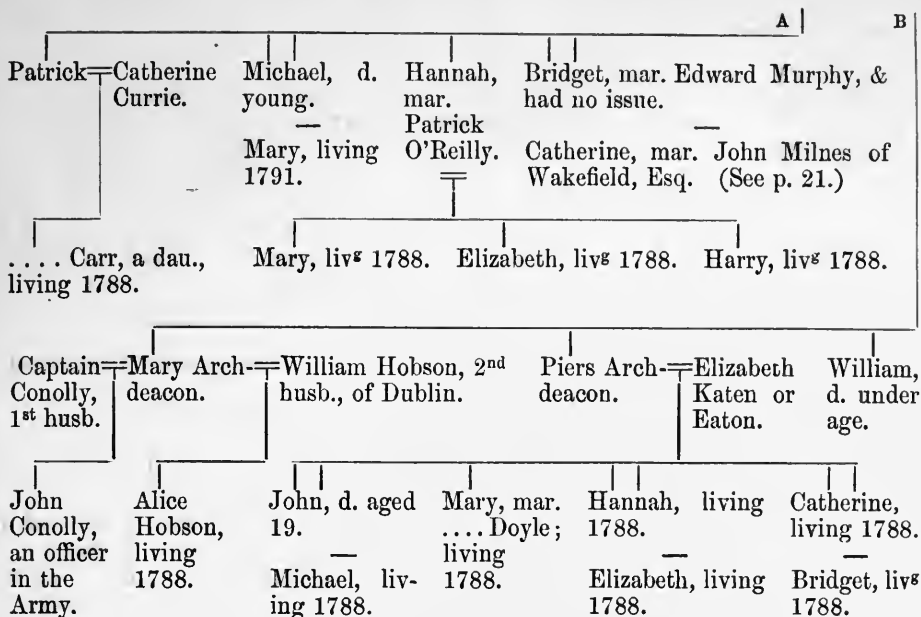 A B
Patrick=Catherine Currie.
Michael, d. young.
—
Mary, living 1791.
Hannah, mar. Patrick O'Reilly.
Bridget, mar. Edward Murphy, & had no issue.
—
Catherine, mar. John Milnes of Wakefield, Esq. (See p. 21.)
. . . . Carr, a dau., living 1788.
Mary, livᵍ 1788.
Elizabeth, livᵍ 1788.
Harry, livᵍ 1788.
Captain Conolly, 1ˢᵗ husb.=Mary Arch-deacon.=William Hobson, 2ⁿᵈ husb., of Dublin.
Piers Arch-deacon.=Elizabeth Katen or Eaton.
William, d. under age.
John Conolly, an officer in the Army.
Alice Hobson, living 1788.
John, d. aged 19.
—
Michael, liv-ing 1788.
Mary, mar. . . . . Doyle; living 1788.
Hannah, living 1788.
—
Elizabeth, living 1788.
Catherine, living 1788.
—
Bridget, livᵍ 1788.